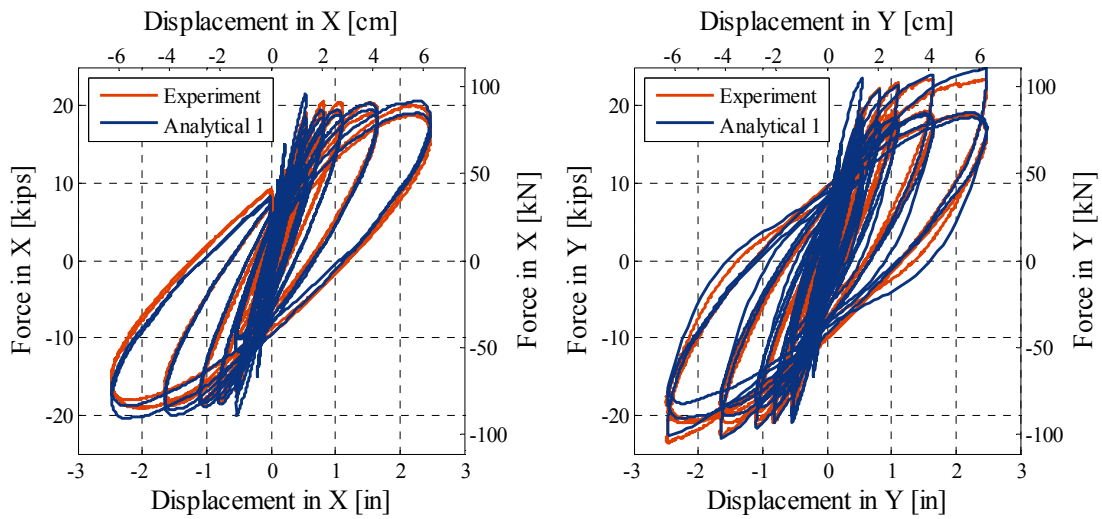 Displacement in X [cm]
-6 -4 -2 0 2 4 6
Experiment
Analytical 1
20
10
0
-10
-20
Force in X [kips]
100
50
0
-50
-100
Force in X [kN]
-3 -2 -1 0 1 2 3
Displacement in X [in]
Displacement in Y [cm]
-6 -4 -2 0 2 4 6
Experiment
Analytical 1
20
10
0
-10
-20
Force in Y [kips]
100
50
0
-50
-100
Force in Y [kN]
-3 -2 -1 0 1 2 3
Displacement in Y [in]